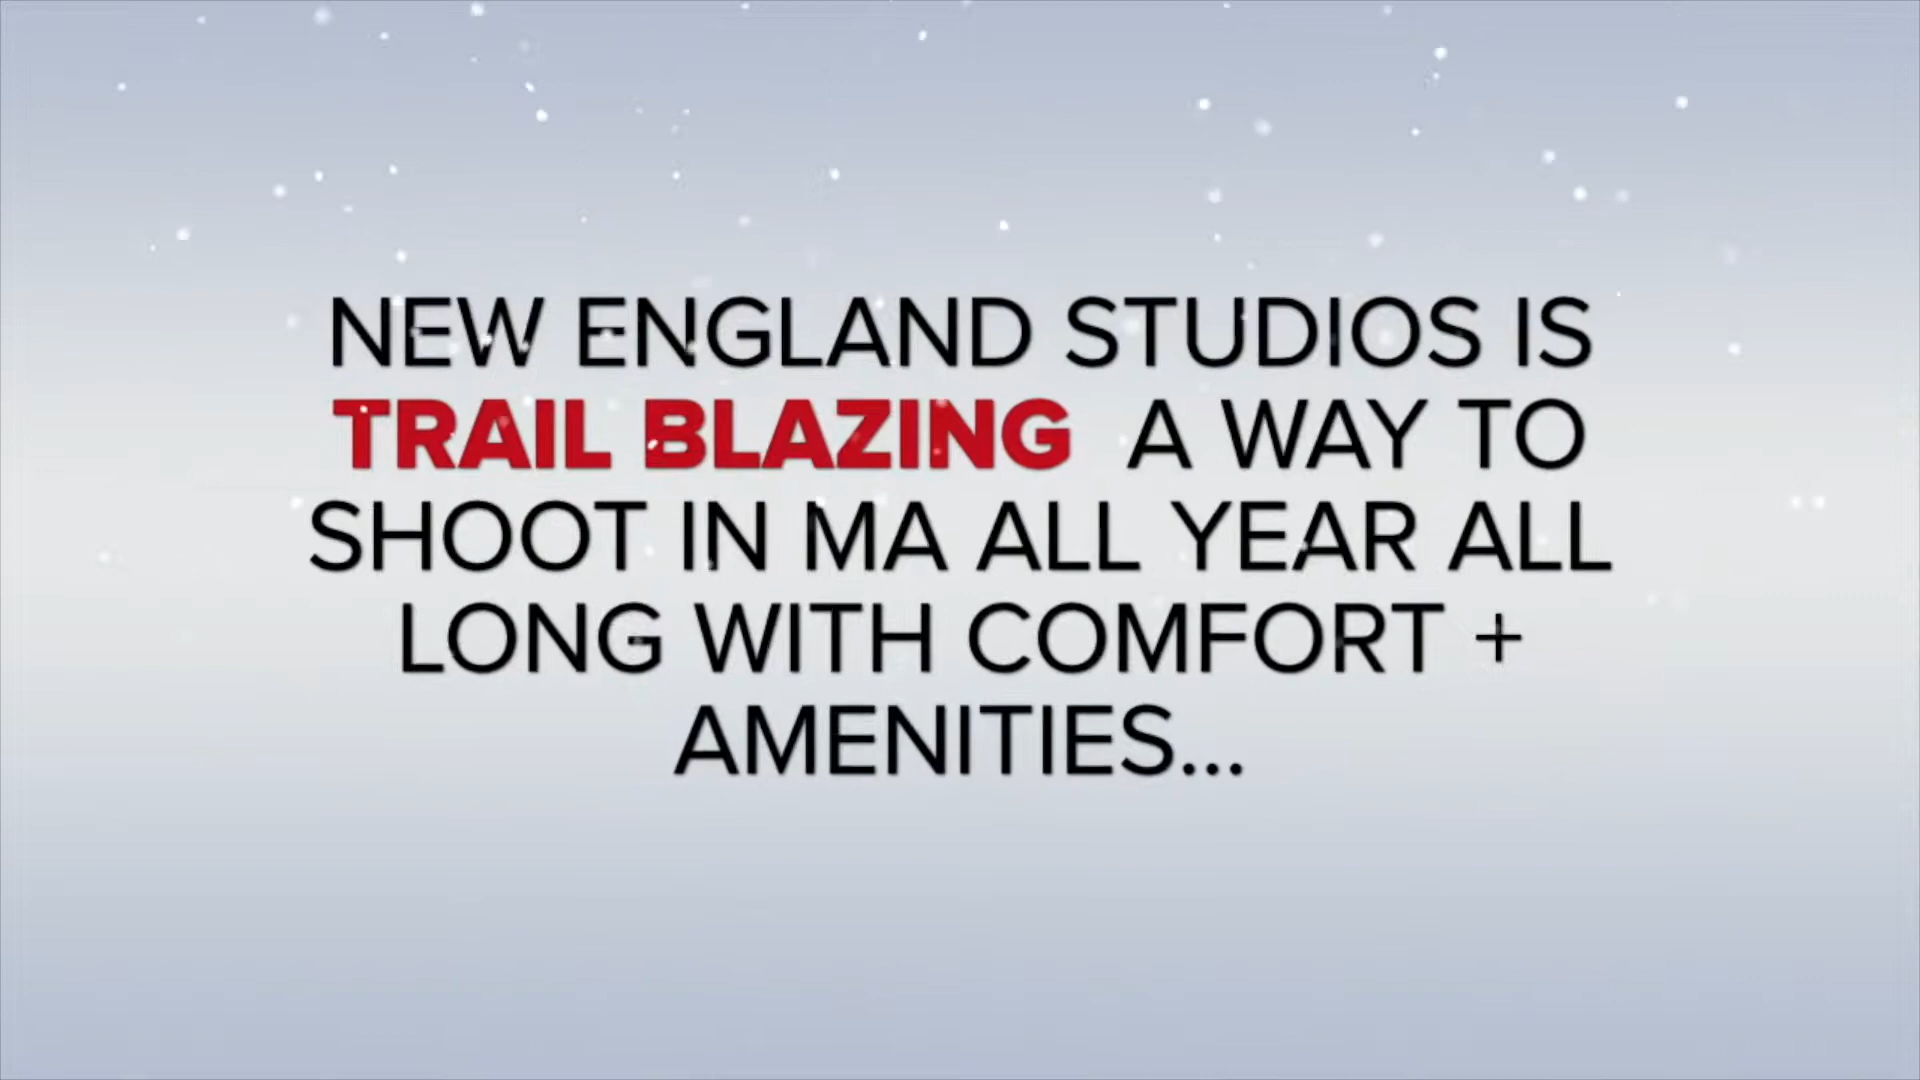 NEW ENGLAND STUDIOS IS
TRAIL BLAZING A WAY TO
SHOOT IN MA ALL YEAR ALL
LONG WITH COMFORT +
AMENITIES...